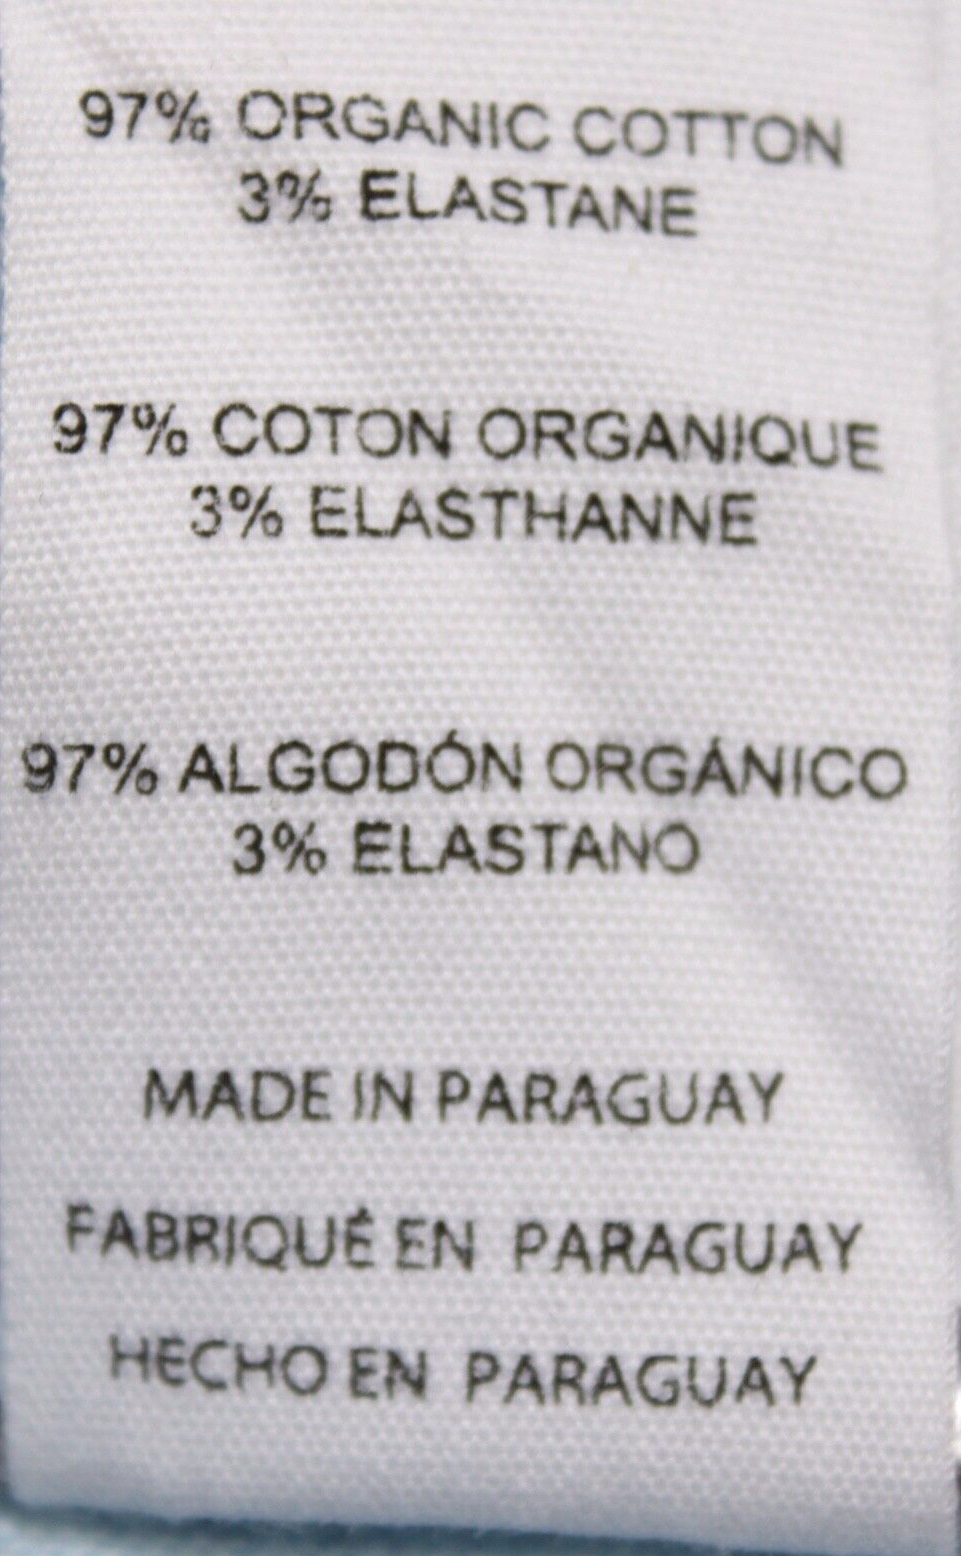 97% ORGANIC COTTON
3% ELASTANE
97% COTON ORGANIQUE
3% ELASTHANNE
97% ALGODÓN ORGÁNICO
3% ELASTANO
MADE IN PARAGUAY
FABRIQUÉ EN PARAGUAY
HECHO EN PARAGUAY